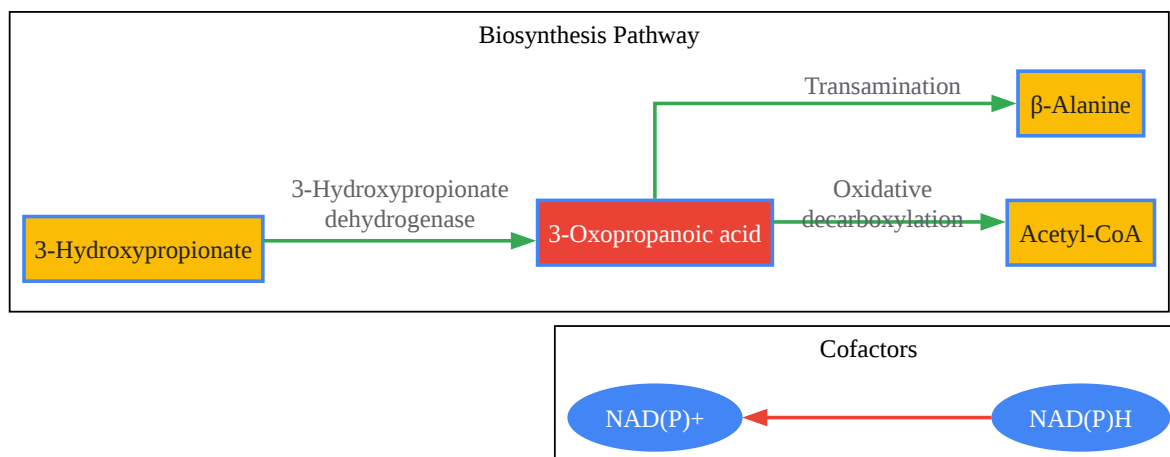 Biosynthesis Pathway
Transamination
β-Alanine
3-Hydroxypropionate
dehydrogenase
Oxidative
decarboxylation
3-Hydroxypropionate
3-Oxopropanoic acid
Acetyl-CoA
Cofactors
NAD(P)+
NAD(P)H